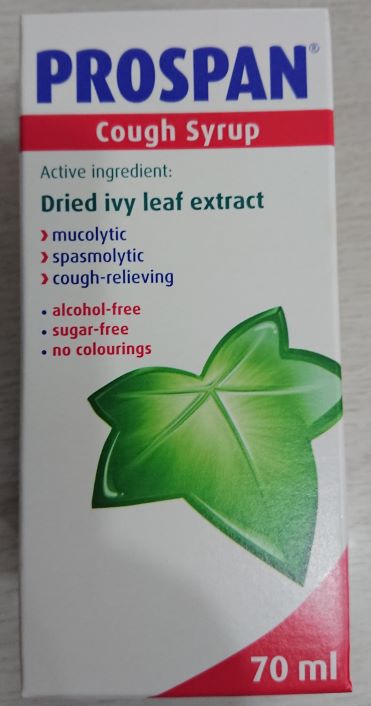 PROSPAN®
Cough Syrup
Active ingredient:
Dried ivy leaf extract
› mucolytic
› spasmolytic
› cough-relieving
• alcohol-free
• sugar-free
• no colourings
70 ml